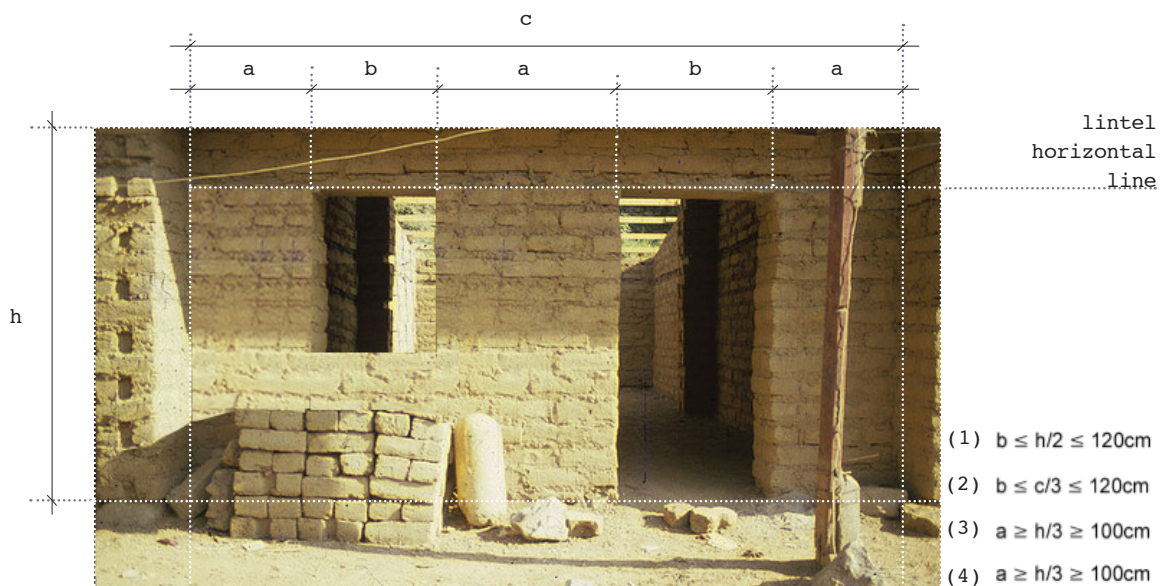 c
a b a b a
lintel
horizontal
line
h
(1) b ≤ h/2 ≤ 120cm
(2) b ≤ c/3 ≤ 120cm
(3) a ≥ h/3 ≥ 100cm
(4) a ≥ h/3 ≥ 100cm